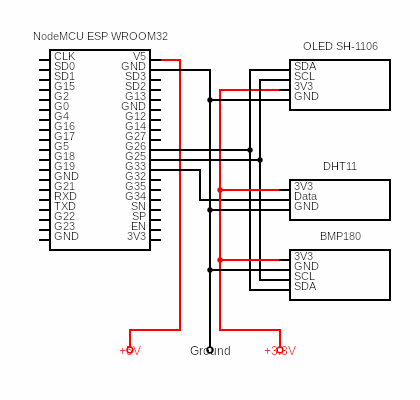 NodeMCU ESP WROOM32
CLK
SD0
SD1
G15
G2
G0
G4
G16
G17
G5
G18
G19
GND
G21
RXD
TXD
G22
G23
GND
V5
GND
SD3
SD2
G13
GND
G12
G14
G27
G26
G25
G33
G32
G35
G34
SN
SP
EN
3V3
OLED SH-1106
SDA
SCL
3V3
GND
DHT11
3V3
Data
GND
BMP180
3V3
GND
SCL
SDA
+5V
Ground
+3.3V